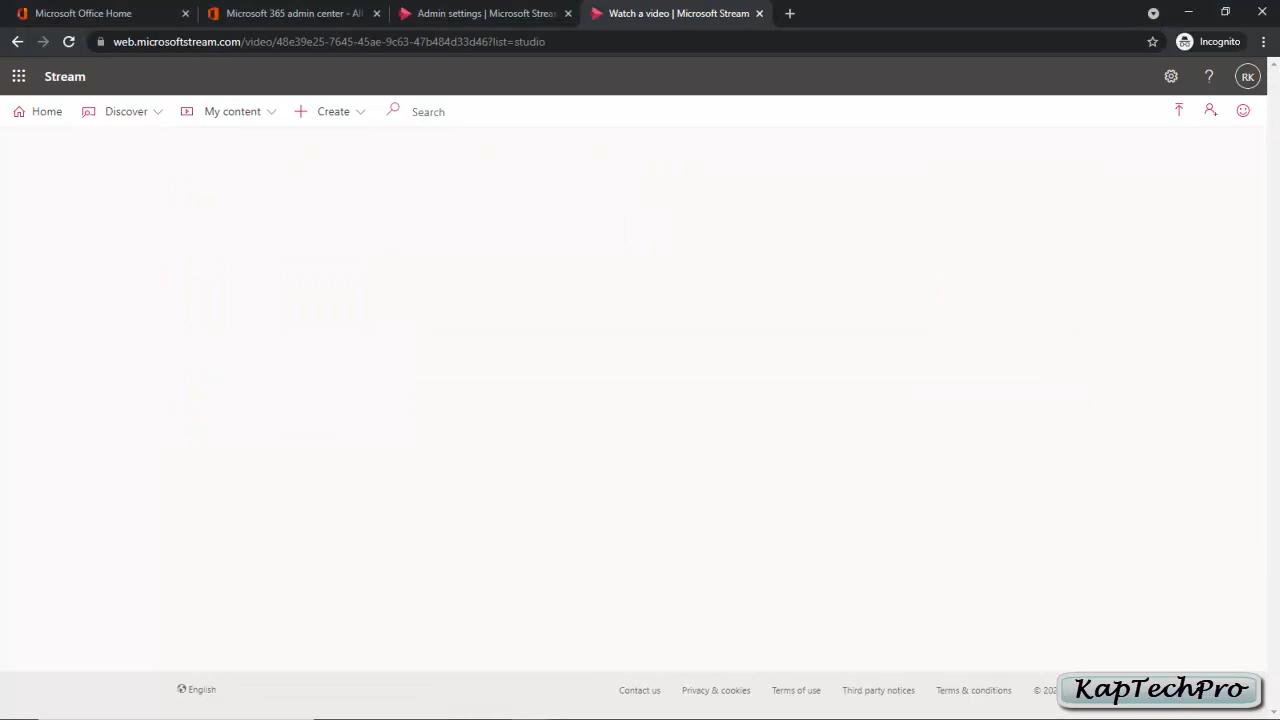 Microsoft Office Home
Microsoft 365 admin center - All
Admin settings | Microsoft Stream
Watch a video | Microsoft Stream
web.microsoftstream.com/video/48e39e25-7645-45ae-9c63-47b484d33d46?list=studio
Incognito
Stream
RK
Home
Discover
My content
Create
Search
English
Contact us
Privacy & cookies
Terms of use
Third party notices
Terms & conditions
© 202
KapTechPro